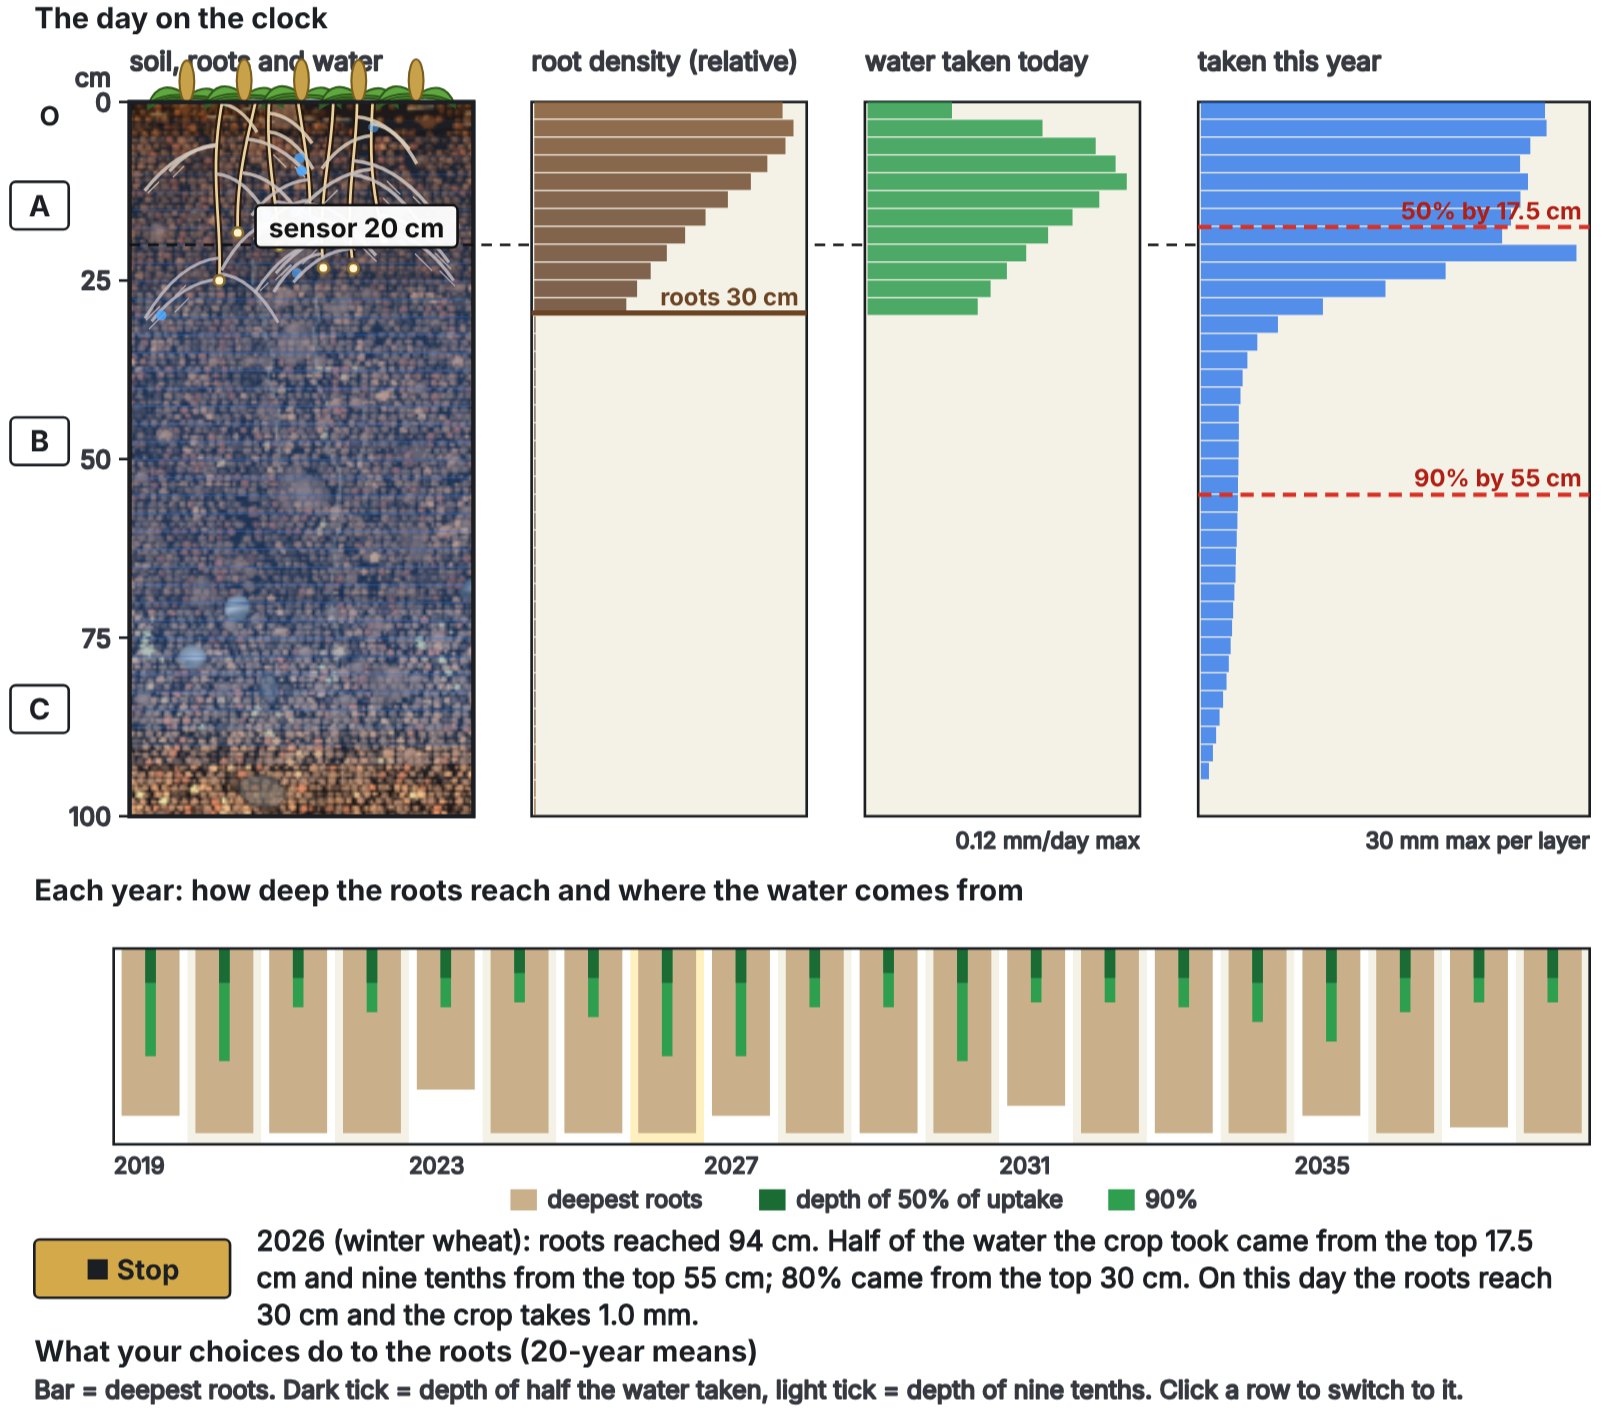 The day on the clock
soil, roots and water
root density (relative)
water taken today
taken this year
cm
0
O
A
sensor 20 cm
50% by 17.5 cm
25
roots 30 cm
B
50
90% by 55 cm
75
C
100
0.12 mm/day max
30 mm max per layer
Each year: how deep the roots reach and where the water comes from
2019
2023
2027
2031
2035
deepest roots
depth of 50% of uptake
90%
Stop
2026 (winter wheat): roots reached 94 cm. Half of the water the crop took came from the top 17.5
cm and nine tenths from the top 55 cm; 80% came from the top 30 cm. On this day the roots reach
30 cm and the crop takes 1.0 mm.
What your choices do to the roots (20-year means)
Bar = deepest roots. Dark tick = depth of half the water taken, light tick = depth of nine tenths. Click a row to switch to it.